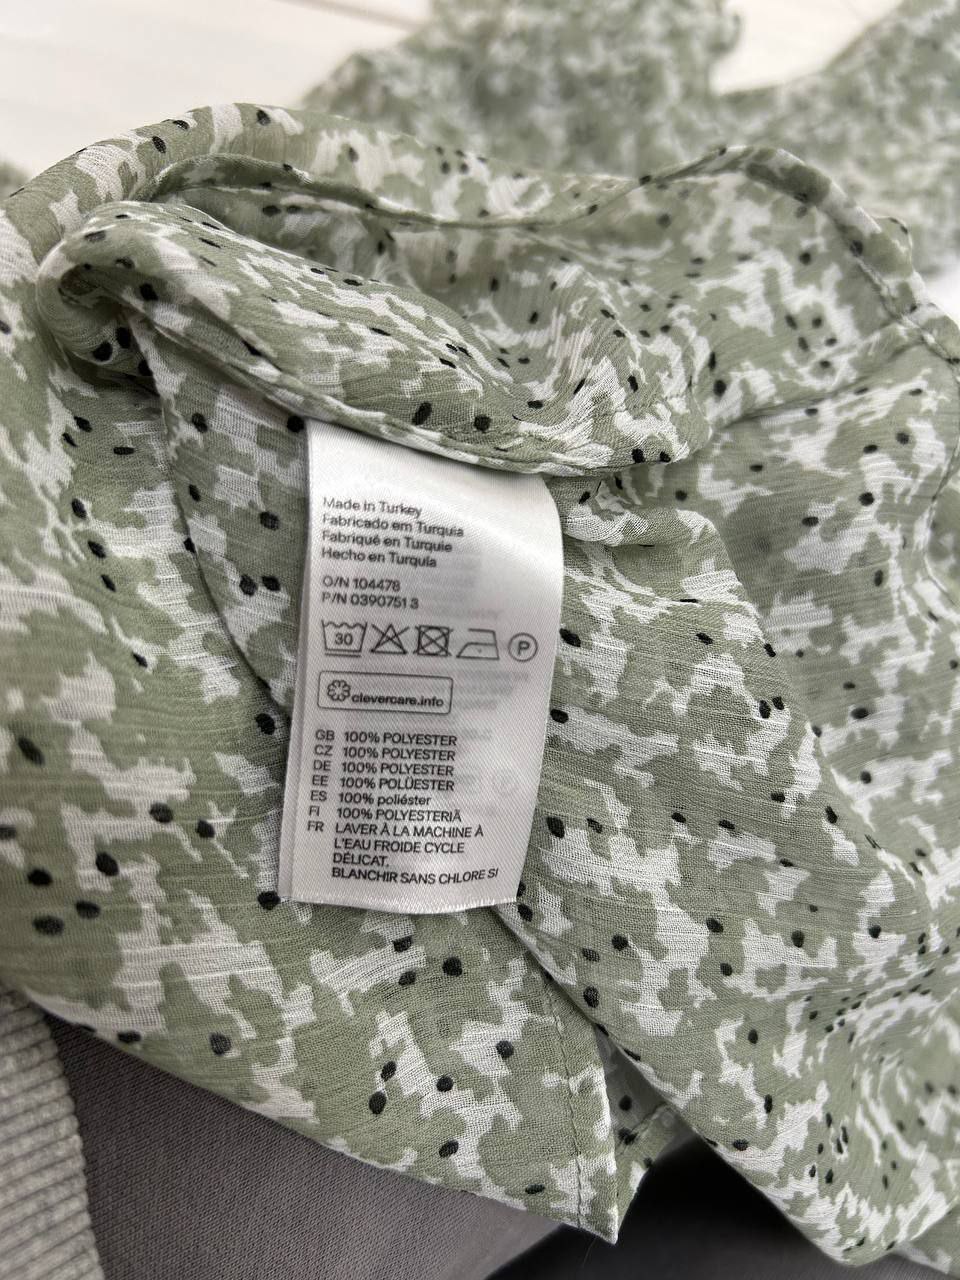 Made in Turkey
Fabricado em Turquia
Fabriqué en Turquie
Hecho en Turquía
O/N 104478
P/N 0390751 3
30 P
clevercare.info
GB 100% POLYESTER
CZ 100% POLYESTER
DE 100% POLYESTER
EE 100% POLÜESTER
ES 100% poliéster
FI 100% POLYESTERIÄ
FR LAVER À LA MACHINE À
L'EAU FROIDE CYCLE
DÉLICAT.
BLANCHIR SANS CHLORE SI